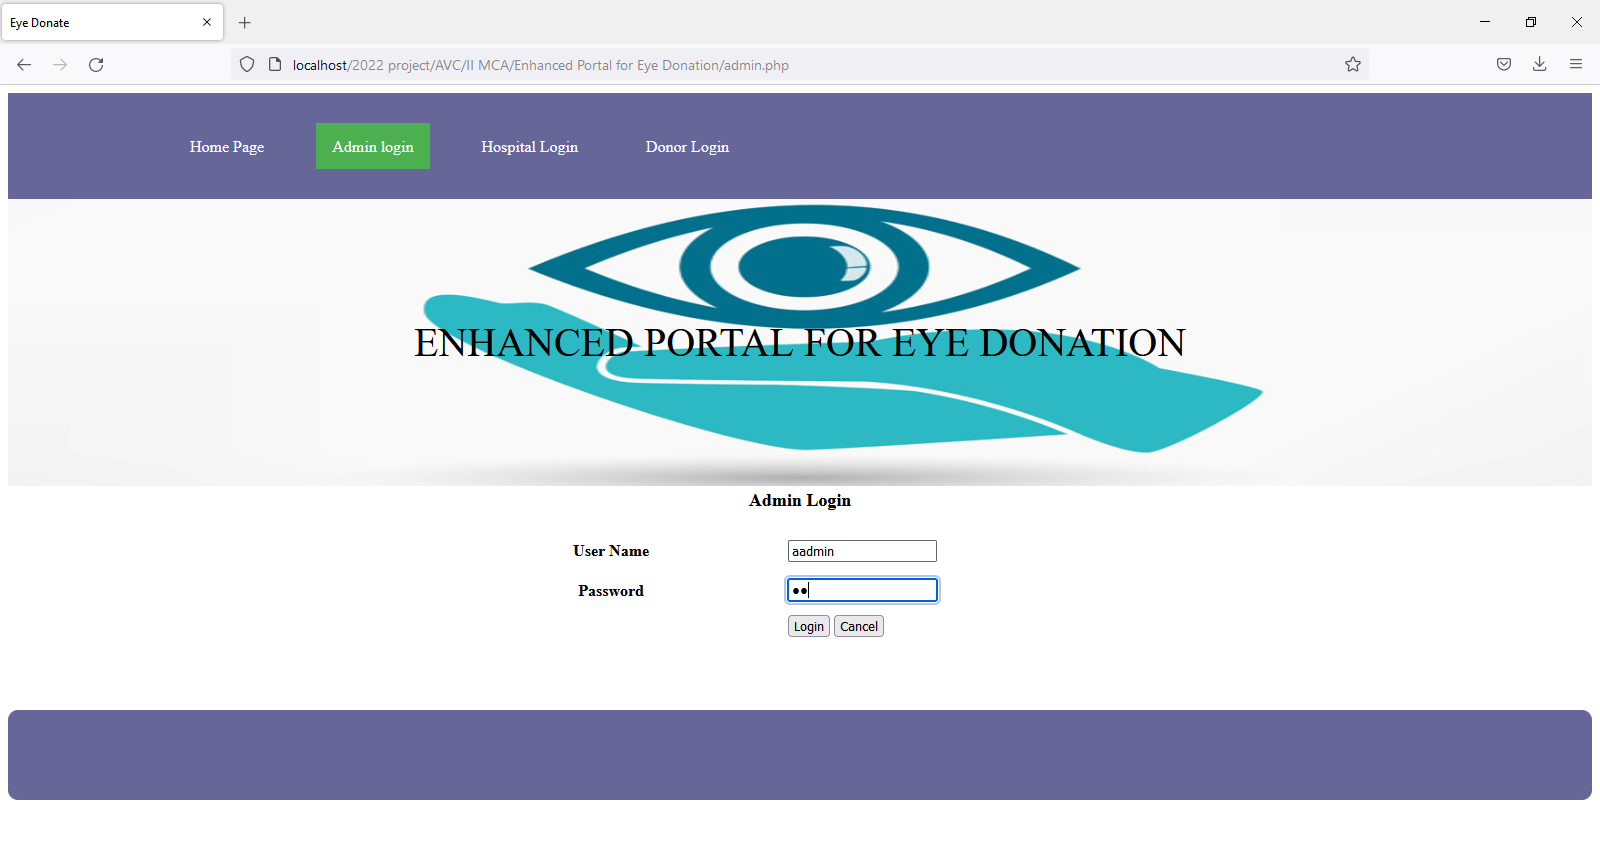 Eye Donate
localhost/2022 project/AVC/II MCA/Enhanced Portal for Eye Donation/admin.php
Home Page Admin login Hospital Login Donor Login
ENHANCED PORTAL FOR EYE DONATION
Admin Login
User Name aadmin
Password ●●
Login Cancel